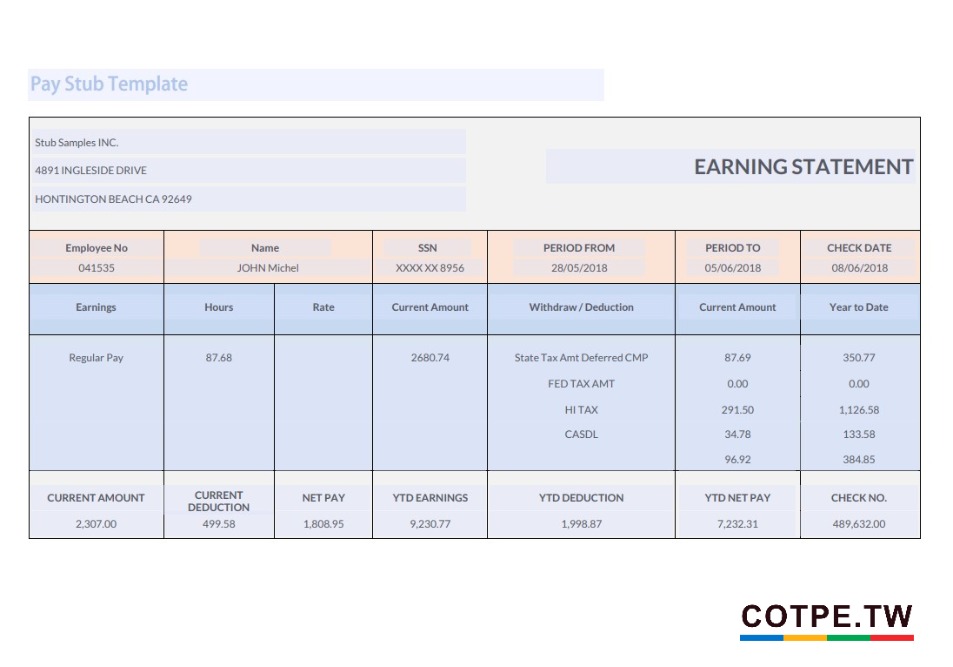 Pay Stub Template
Stub Samples INC.
4891 INGLESIDE DRIVE
HONTINGTON BEACH CA 92649
EARNING STATEMENT
Employee No Name SSN PERIOD FROM PERIOD TO CHECK DATE
041535 JOHN Michel XXXX XX 8956 28/05/2018 05/06/2018 08/06/2018
Earnings Hours Rate Current Amount Withdraw / Deduction Current Amount Year to Date
Regular Pay 87.68 2680.74 State Tax Amt Deferred CMP 87.69 350.77
FED TAX AMT 0.00 0.00
HI TAX 291.50 1,126.58
CASDL 34.78 133.58
96.92 384.85
CURRENT AMOUNT CURRENT DEDUCTION NET PAY YTD EARNINGS YTD DEDUCTION YTD NET PAY CHECK NO.
2,307.00 499.58 1,808.95 9,230.77 1,998.87 7,232.31 489,632.00
COTPE.TW